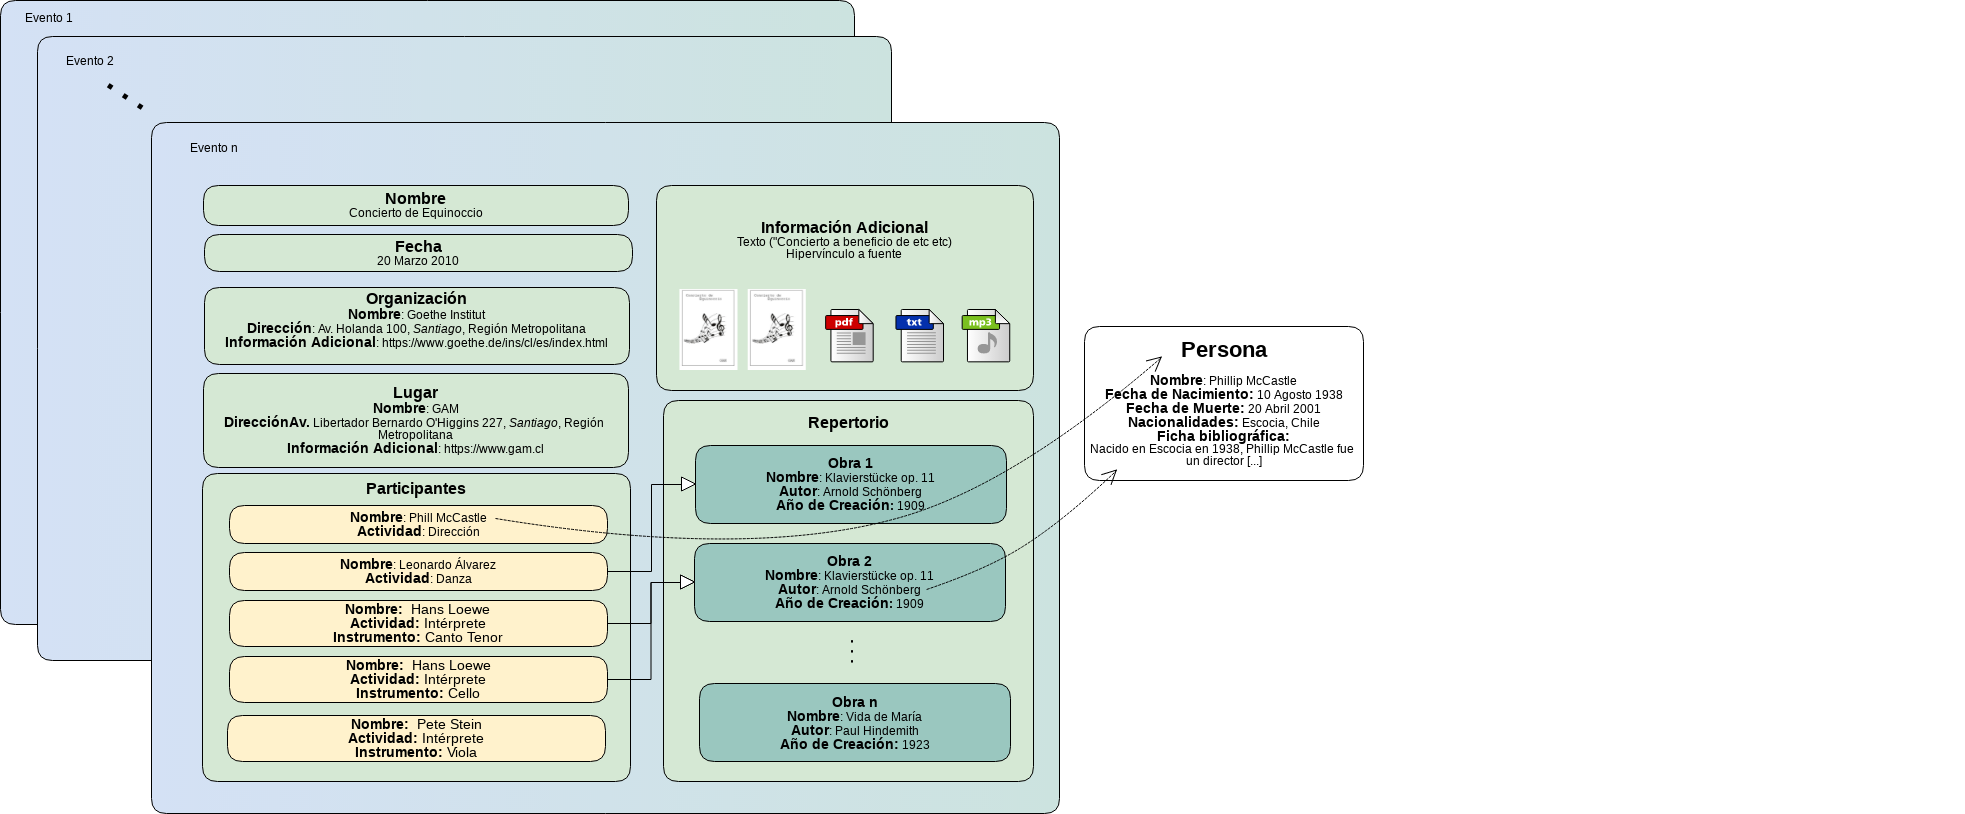 Evento 1
Evento 2
Evento n
Nombre
Concierto de Equinoccio
Fecha
20 Marzo 2010
Organización
Nombre: Goethe Institut
Dirección: Av. Holanda 100, Santiago, Región Metropolitana
Información Adicional: https://www.goethe.de/ins/cl/es/index.html
Lugar
Nombre: GAM
DirecciónAv. Libertador Bernardo O'Higgins 227, Santiago, Región
Metropolitana
Información Adicional: https://www.gam.cl
Participantes
Nombre: Phill McCastle
Actividad: Dirección
Nombre: Leonardo Álvarez
Actividad: Danza
Nombre:  Hans Loewe
Actividad: Intérprete
Instrumento: Canto Tenor
Nombre:  Hans Loewe
Actividad: Intérprete
Instrumento: Cello
Nombre:  Pete Stein
Actividad: Intérprete
Instrumento: Viola
Información Adicional
Texto ("Concierto a beneficio de etc etc)
Hipervínculo a fuente
pdf
txt
mp3
Repertorio
Obra 1
Nombre: Klavierstücke op. 11
Autor: Arnold Schönberg
Año de Creación: 1909
Obra 2
Nombre: Klavierstücke op. 11
Autor: Arnold Schönberg
Año de Creación: 1909
Obra n
Nombre: Vida de María
Autor: Paul Hindemith
Año de Creación: 1923
Persona
Nombre: Phillip McCastle
Fecha de Nacimiento: 10 Agosto 1938
Fecha de Muerte: 20 Abril 2001
Nacionalidades: Escocia, Chile
Ficha bibliográfica:
Nacido en Escocia en 1938, Phillip McCastle fue
un director [...]